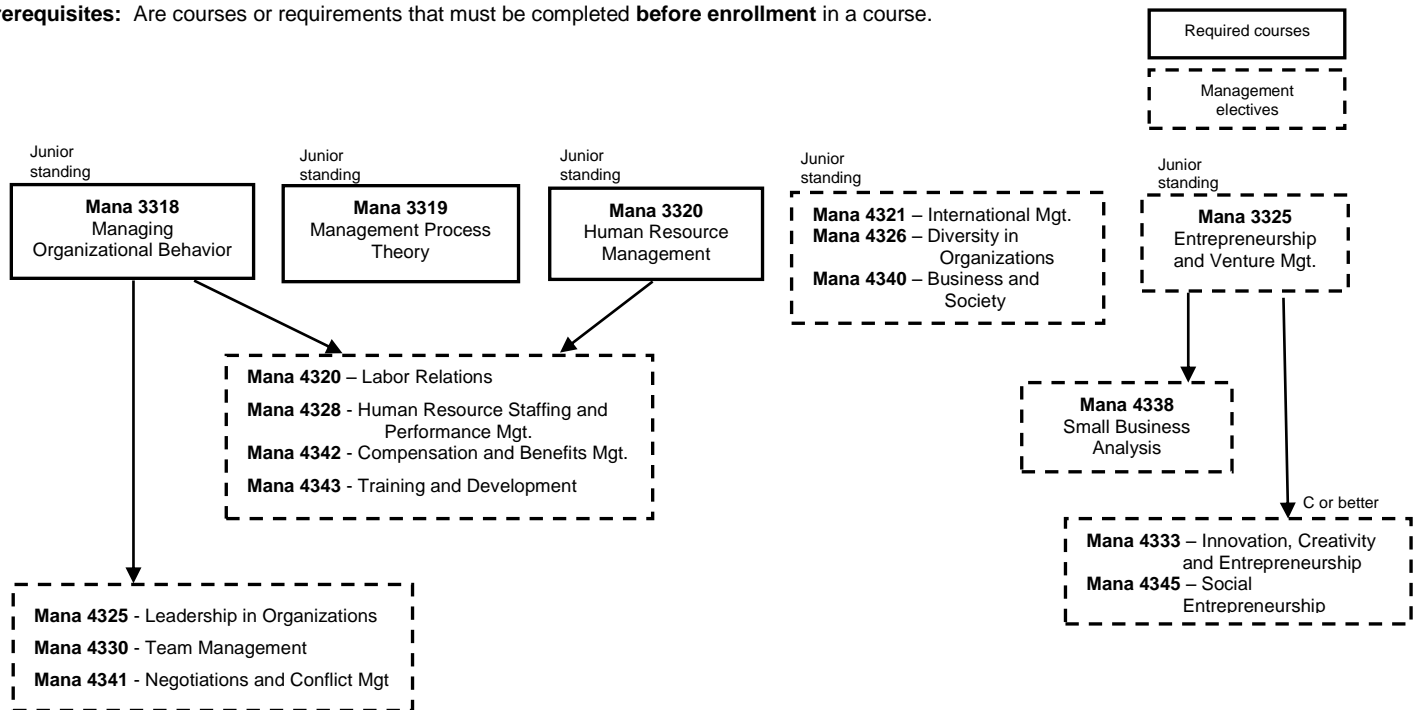 erequisites: Are courses or requirements that must be completed before enrollment in a course.
Required courses
Management
electives
Junior
standing
Mana 3318
Managing
Organizational Behavior
Junior
standing
Mana 3319
Management Process
Theory
Junior
standing
Mana 3320
Human Resource
Management
Junior
standing
Mana 4321 – International Mgt.
Mana 4326 – Diversity in
Organizations
Mana 4340 – Business and
Society
Junior
standing
Mana 3325
Entrepreneurship
and Venture Mgt.
Mana 4320 – Labor Relations
Mana 4328 - Human Resource Staffing and
Performance Mgt.
Mana 4342 - Compensation and Benefits Mgt.
Mana 4343 - Training and Development
Mana 4338
Small Business
Analysis
C or better
Mana 4333 – Innovation, Creativity
and Entrepreneurship
Mana 4345 – Social
Entrepreneurship
Mana 4325 - Leadership in Organizations
Mana 4330 - Team Management
Mana 4341 - Negotiations and Conflict Mgt